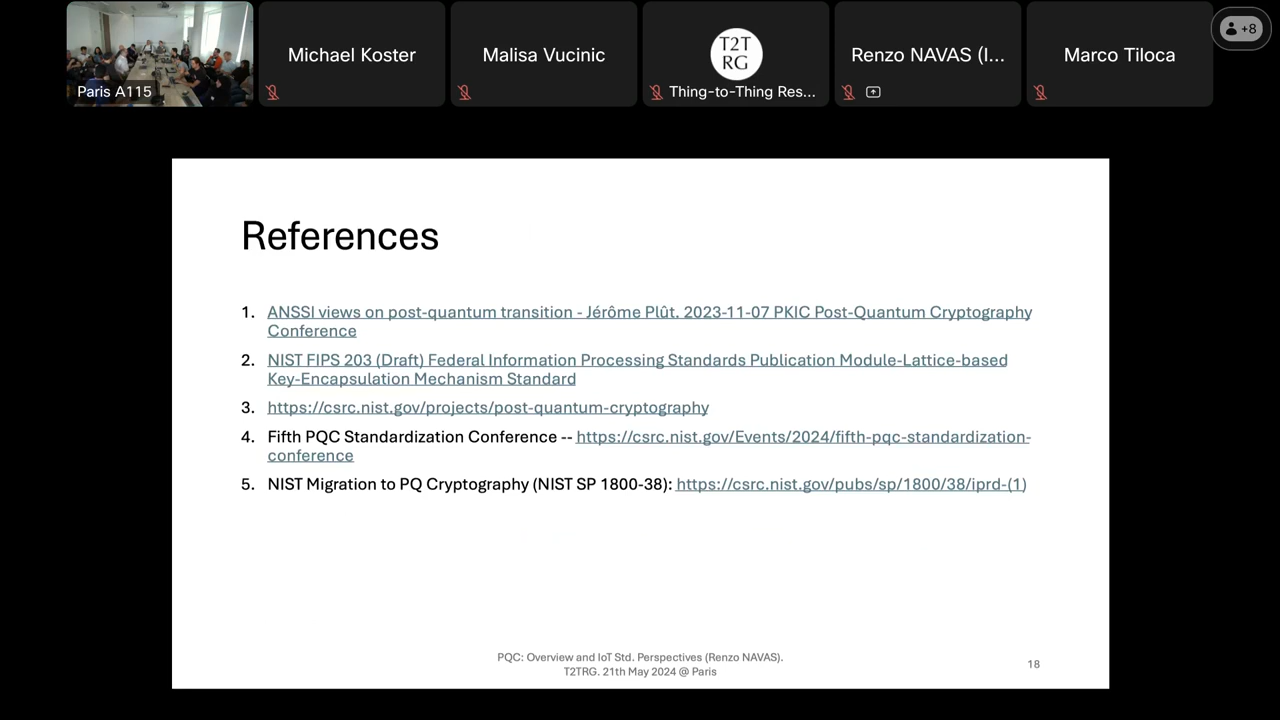 Paris A115
Michael Koster
Malisa Vucinic
T2T
RG
Thing-to-Thing Res...
Renzo NAVAS (I...
Marco Tiloca
+8
References
1. ANSSI views on post-quantum transition - Jérôme Plût. 2023-11-07 PKIC Post-Quantum Cryptography
Conference
2. NIST FIPS 203 (Draft) Federal Information Processing Standards Publication Module-Lattice-based
Key-Encapsulation Mechanism Standard
3. https://csrc.nist.gov/projects/post-quantum-cryptography
4. Fifth PQC Standardization Conference -- https://csrc.nist.gov/Events/2024/fifth-pqc-standardization-
conference
5. NIST Migration to PQ Cryptography (NIST SP 1800-38): https://csrc.nist.gov/pubs/sp/1800/38/iprd-(1)
PQC: Overview and IoT Std. Perspectives (Renzo NAVAS).
T2TRG. 21th May 2024 @ Paris
18